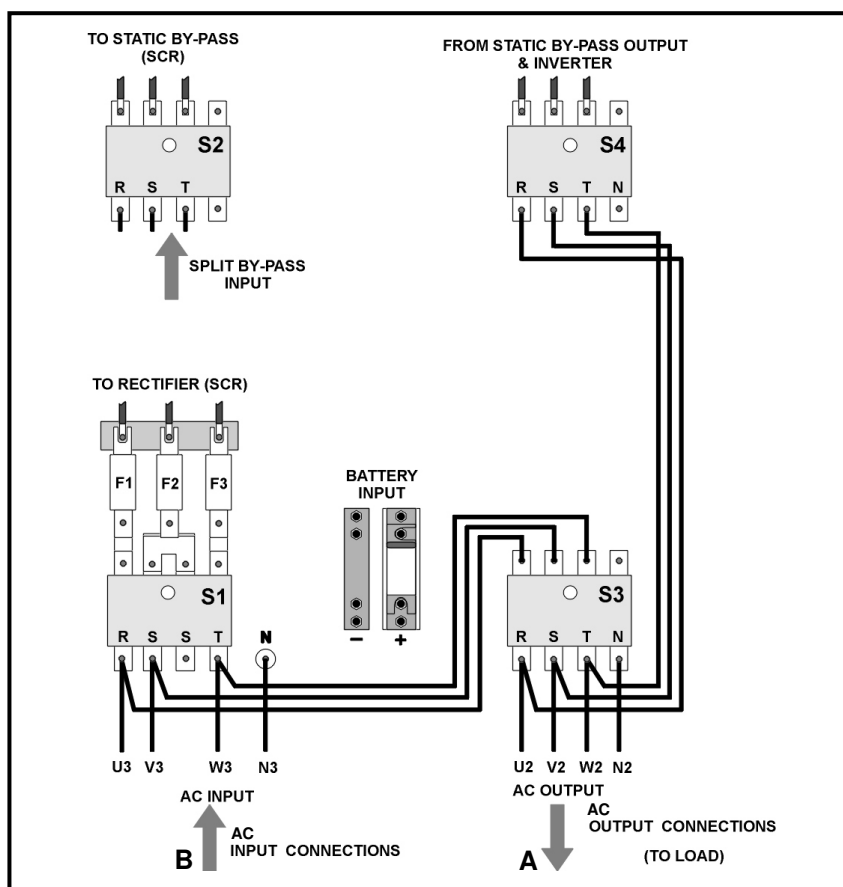 TO STATIC BY-PASS
(SCR)
S2
R S T
SPLIT BY-PASS
INPUT
FROM STATIC BY-PASS OUTPUT
& INVERTER
S4
R S T N
TO RECTIFIER (SCR)
F1 F2 F3
BATTERY
INPUT
- +
S1
R S S T N
S3
R S T N
U3 V3 W3 N3
AC INPUT
B
AC
INPUT CONNECTIONS
U2 V2 W2 N2
AC OUTPUT
A
AC
OUTPUT CONNECTIONS
(TO LOAD)